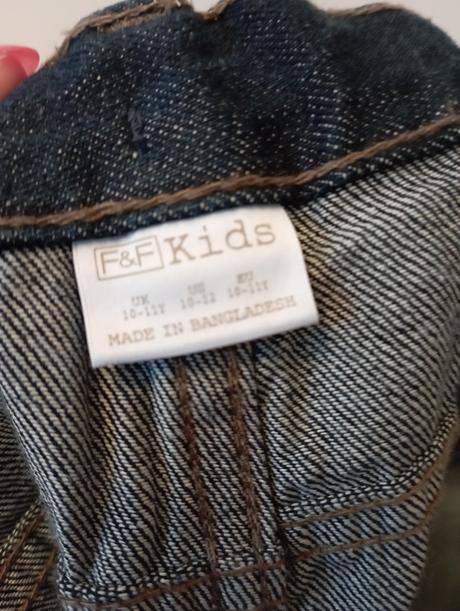 F&F Kids
UK US EU
10-11Y 10-12 10-11Y
MADE IN BANGLADESH